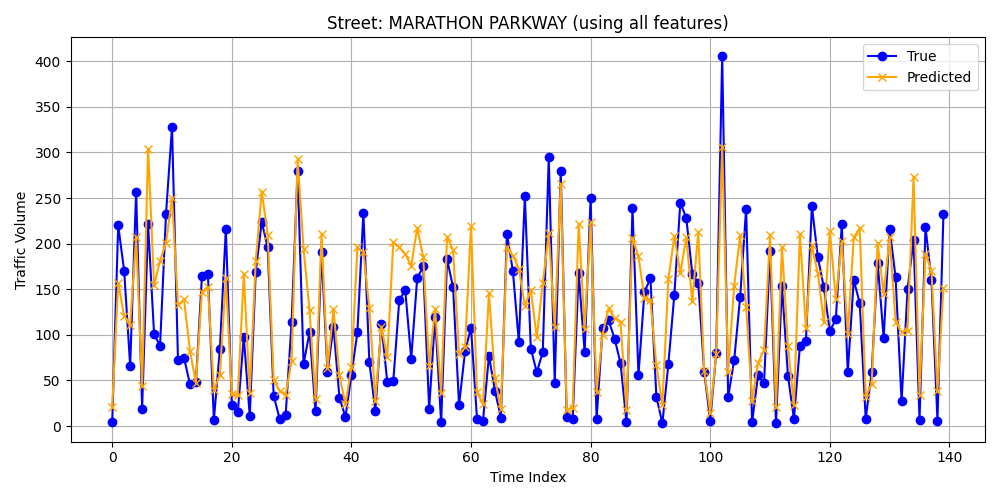 Street: MARATHON PARKWAY (using all features)
True
Predicted
Traffic Volume
400
350
300
250
200
150
100
50
0
0 20 40 60 80 100 120 140
Time Index